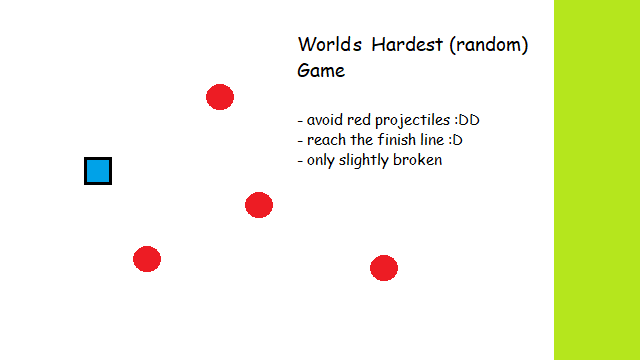 Worlds Hardest (random)
Game
- avoid red projectiles :DD
- reach the finish line :D
- only slightly broken